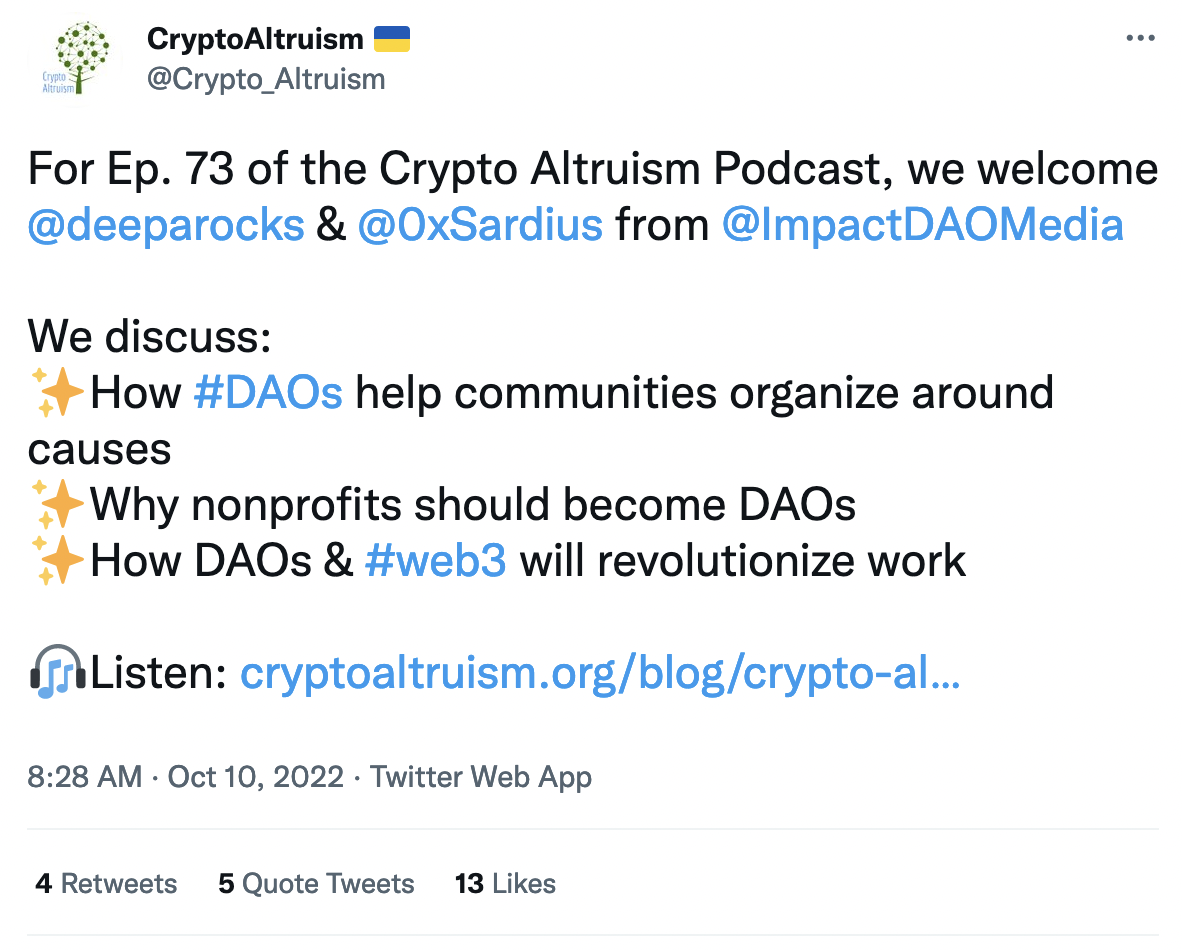 CryptoAltruism 🇺🇦
@Crypto_Altruism
Crypto
Altruism
For Ep. 73 of the Crypto Altruism Podcast, we welcome
@deeparocks & @0xSardius from @ImpactDAOMedia
We discuss:
✨How #DAOs help communities organize around
causes
✨Why nonprofits should become DAOs
✨How DAOs & #web3 will revolutionize work
🎧Listen: cryptoaltruism.org/blog/crypto-al…
8:28 AM · Oct 10, 2022 · Twitter Web App
4 Retweets 5 Quote Tweets 13 Likes